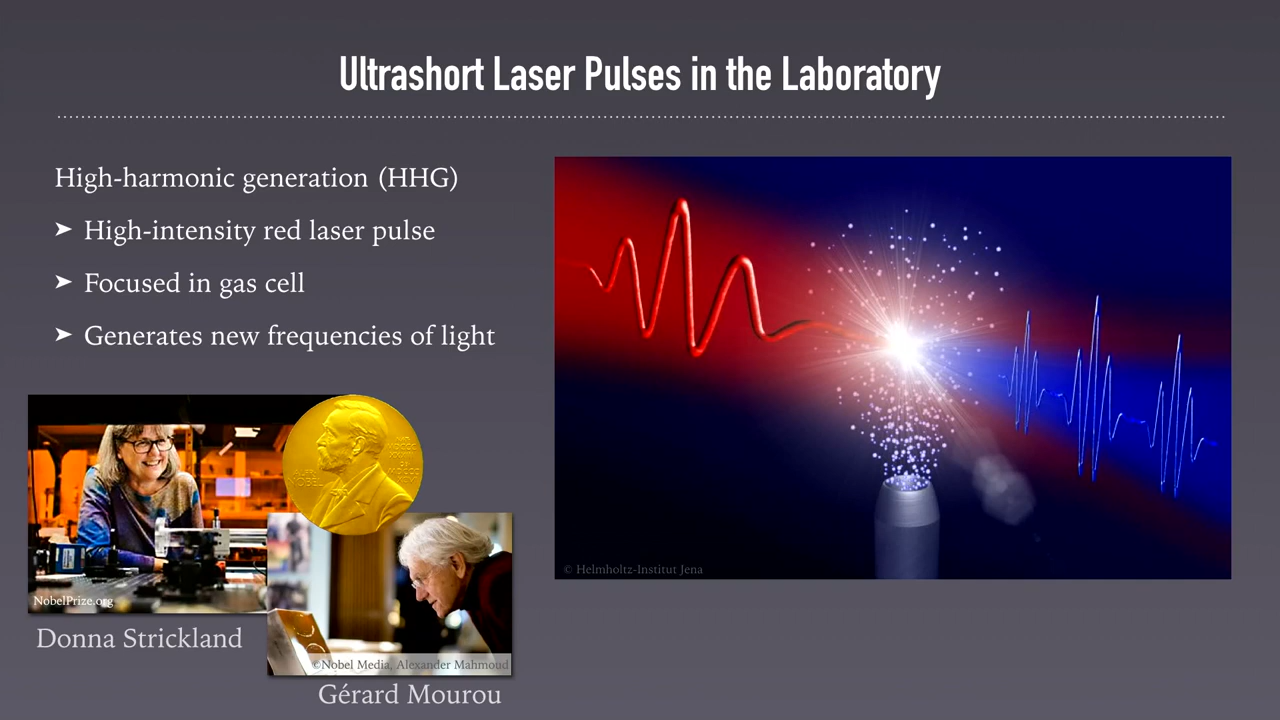 Ultrashort Laser Pulses in the Laboratory
High-harmonic generation (HHG)
➤ High-intensity red laser pulse
➤ Focused in gas cell
➤ Generates new frequencies of light
NobelPrize.org
Donna Strickland
©Nobel Media, Alexander Mahmoud
Gérard Mourou
© Helmholtz-Institut Jena